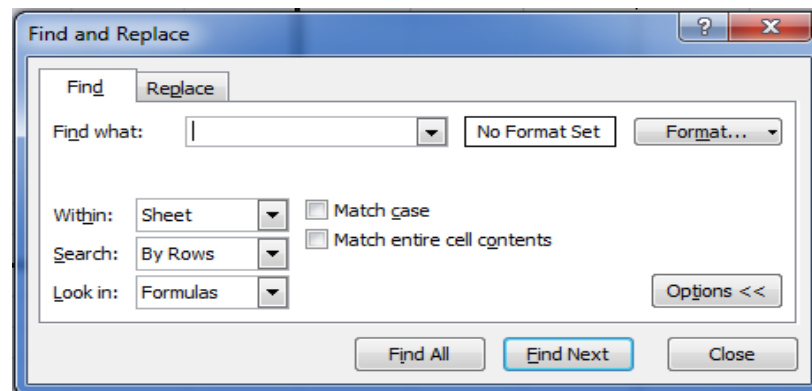 Find and Replace
?
Find Replace
Find what: No Format Set Format...
Within: Sheet Match case
Match entire cell contents
Search: By Rows
Look in: Formulas Options <<
Find All Find Next Close